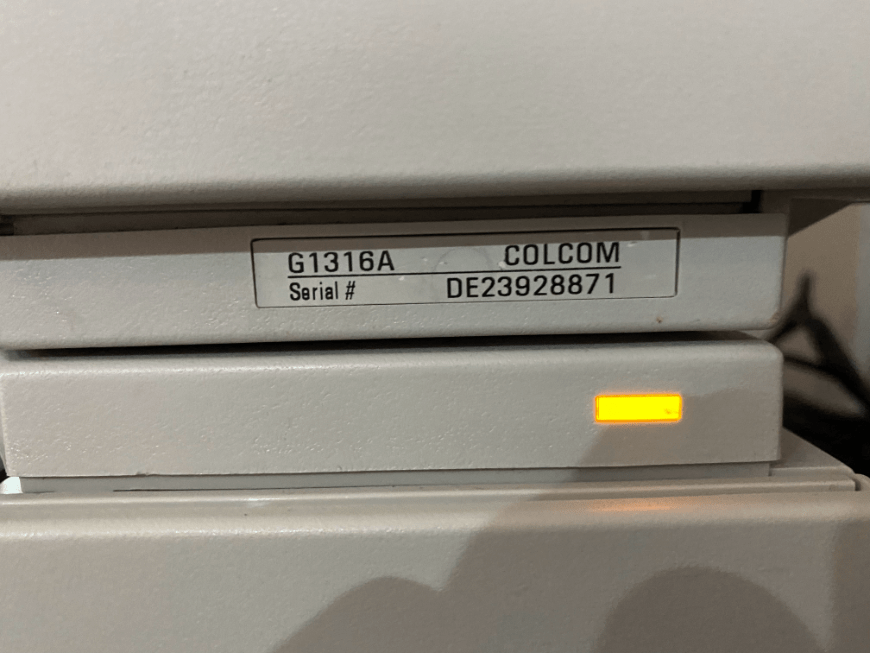 G1316A COLCOM
Serial # DE23928871